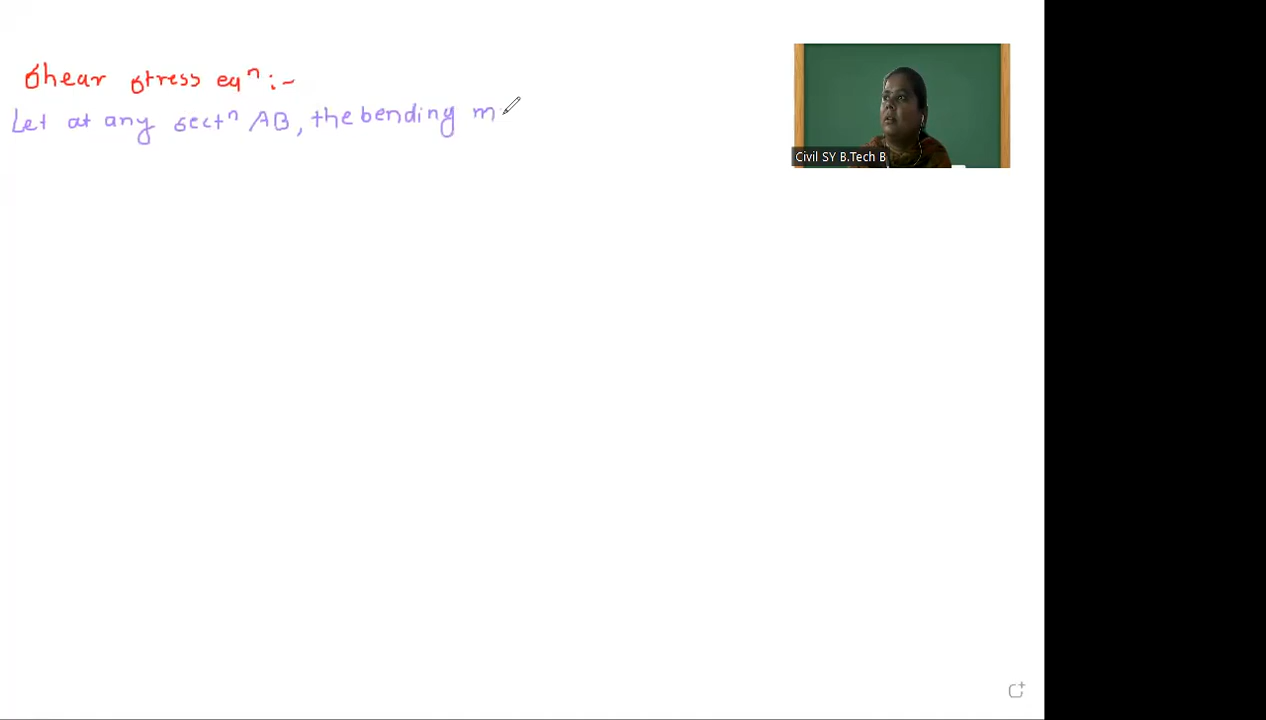 Shear stress eqⁿ :-
Let at any sectⁿ AB, the bending m
Civil SY B.Tech B